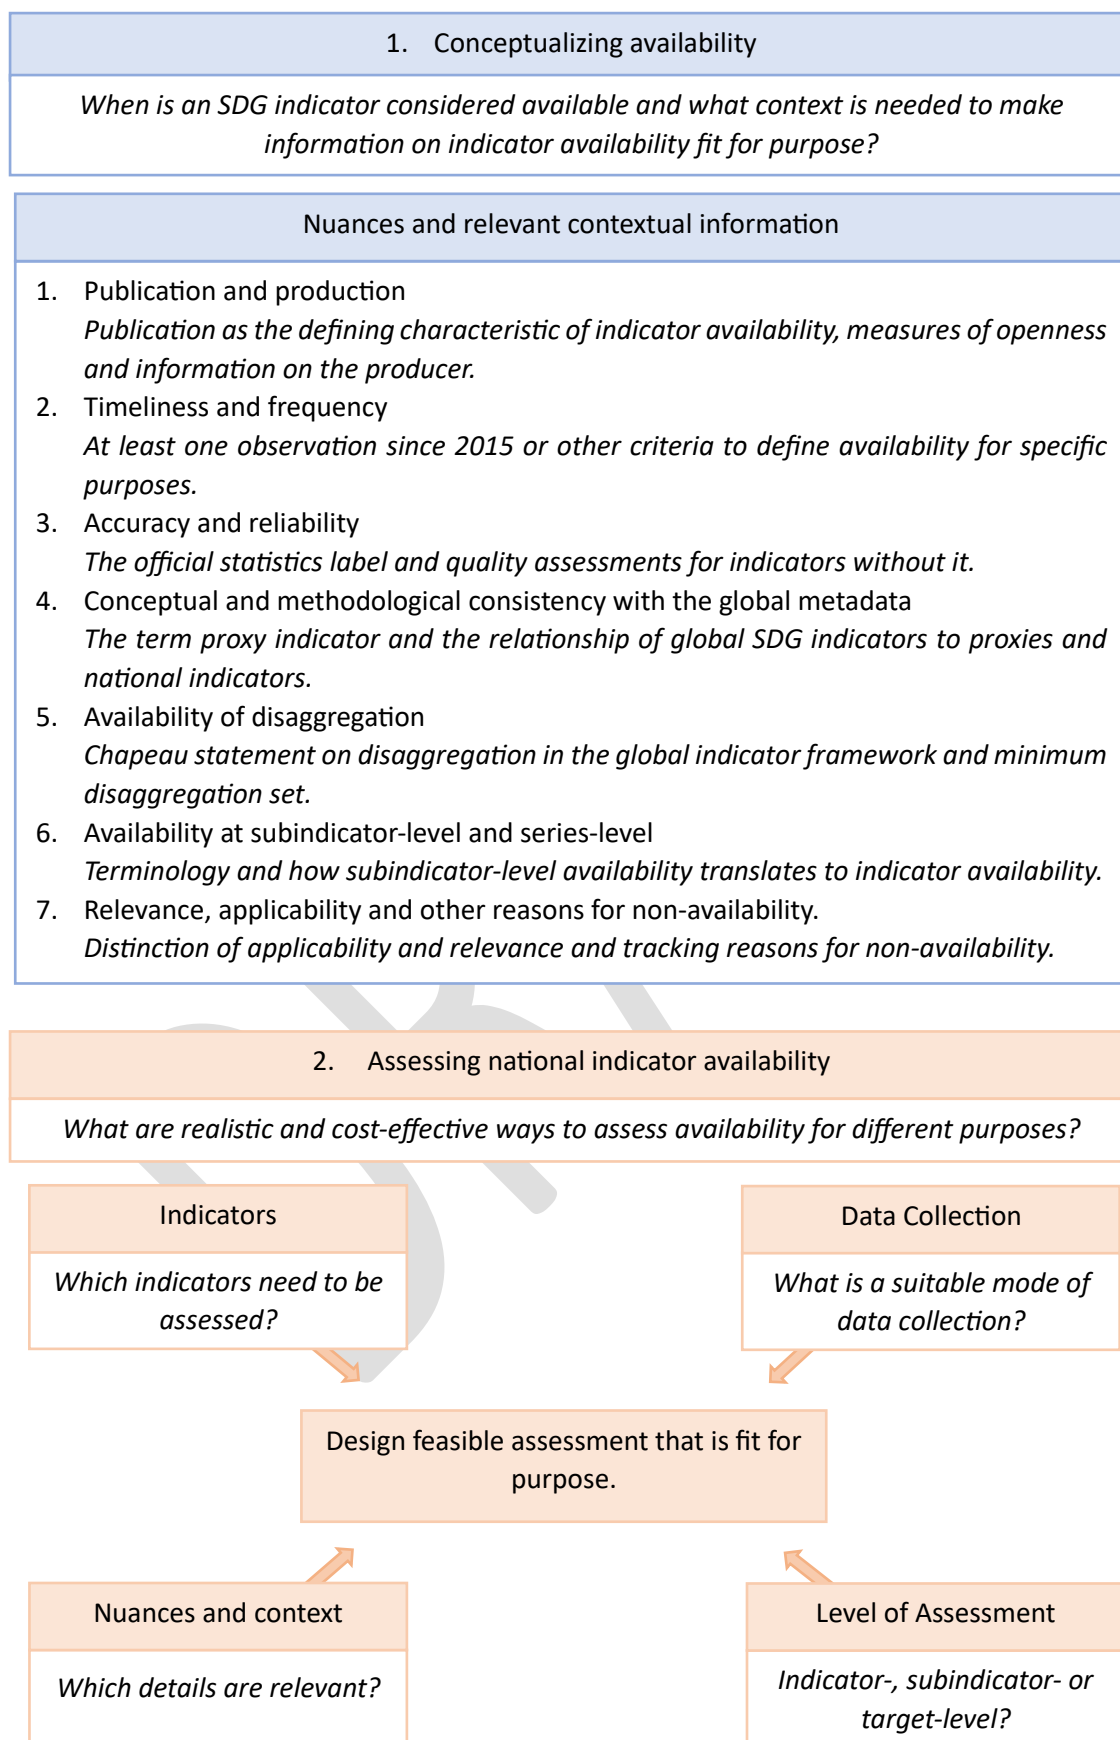 1. Conceptualizing availability
When is an SDG indicator considered available and what context is needed to make
information on indicator availability fit for purpose?
Nuances and relevant contextual information
1. Publication and production
Publication as the defining characteristic of indicator availability, measures of openness
and information on the producer.
2. Timeliness and frequency
At least one observation since 2015 or other criteria to define availability for specific
purposes.
3. Accuracy and reliability
The official statistics label and quality assessments for indicators without it.
4. Conceptual and methodological consistency with the global metadata
The term proxy indicator and the relationship of global SDG indicators to proxies and
national indicators.
5. Availability of disaggregation
Chapeau statement on disaggregation in the global indicator framework and minimum
disaggregation set.
6. Availability at subindicator-level and series-level
Terminology and how subindicator-level availability translates to indicator availability.
7. Relevance, applicability and other reasons for non-availability.
Distinction of applicability and relevance and tracking reasons for non-availability.
2. Assessing national indicator availability
What are realistic and cost-effective ways to assess availability for different purposes?
Indicators
Which indicators need to be
assessed?
Data Collection
What is a suitable mode of
data collection?
Design feasible assessment that is fit for
purpose.
Nuances and context
Which details are relevant?
Level of Assessment
Indicator-, subindicator- or
target-level?